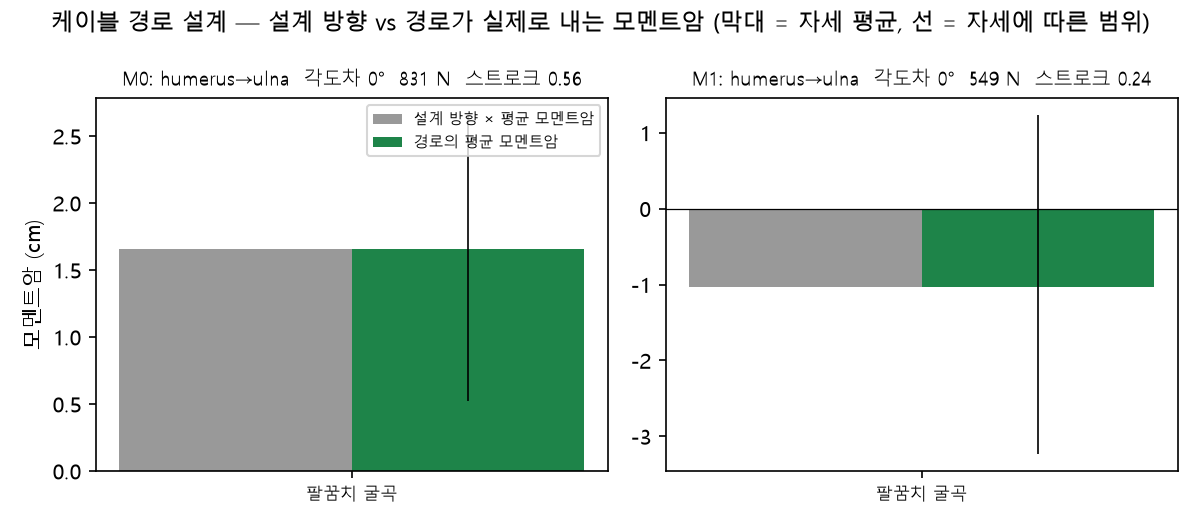 케이블 경로 설계 — 설계 방향 vs 경로가 실제로 내는 모멘트암 (막대 = 자세 평균, 선 = 자세에 따른 범위)
M0: humerus→ulna 각도차 0° 831 N 스트로크 0.56
설계 방향 × 평균 모멘트암
경로의 평균 모멘트암
모멘트암 (cm)
2.5
2.0
1.5
1.0
0.5
0.0
팔꿈치 굴곡
M1: humerus→ulna 각도차 0° 549 N 스트로크 0.24
1
0
-1
-2
-3
팔꿈치 굴곡